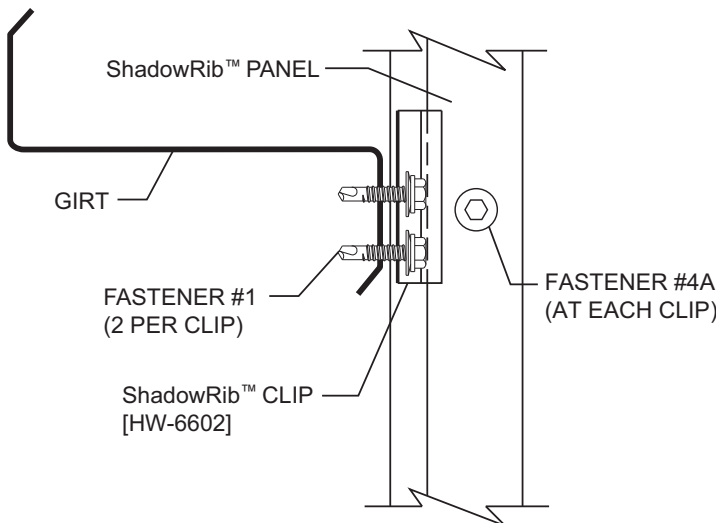 ShadowRib™ PANEL
GIRT
FASTENER #1
(2 PER CLIP)
FASTENER #4A
(AT EACH CLIP)
ShadowRib™ CLIP
[HW-6602]